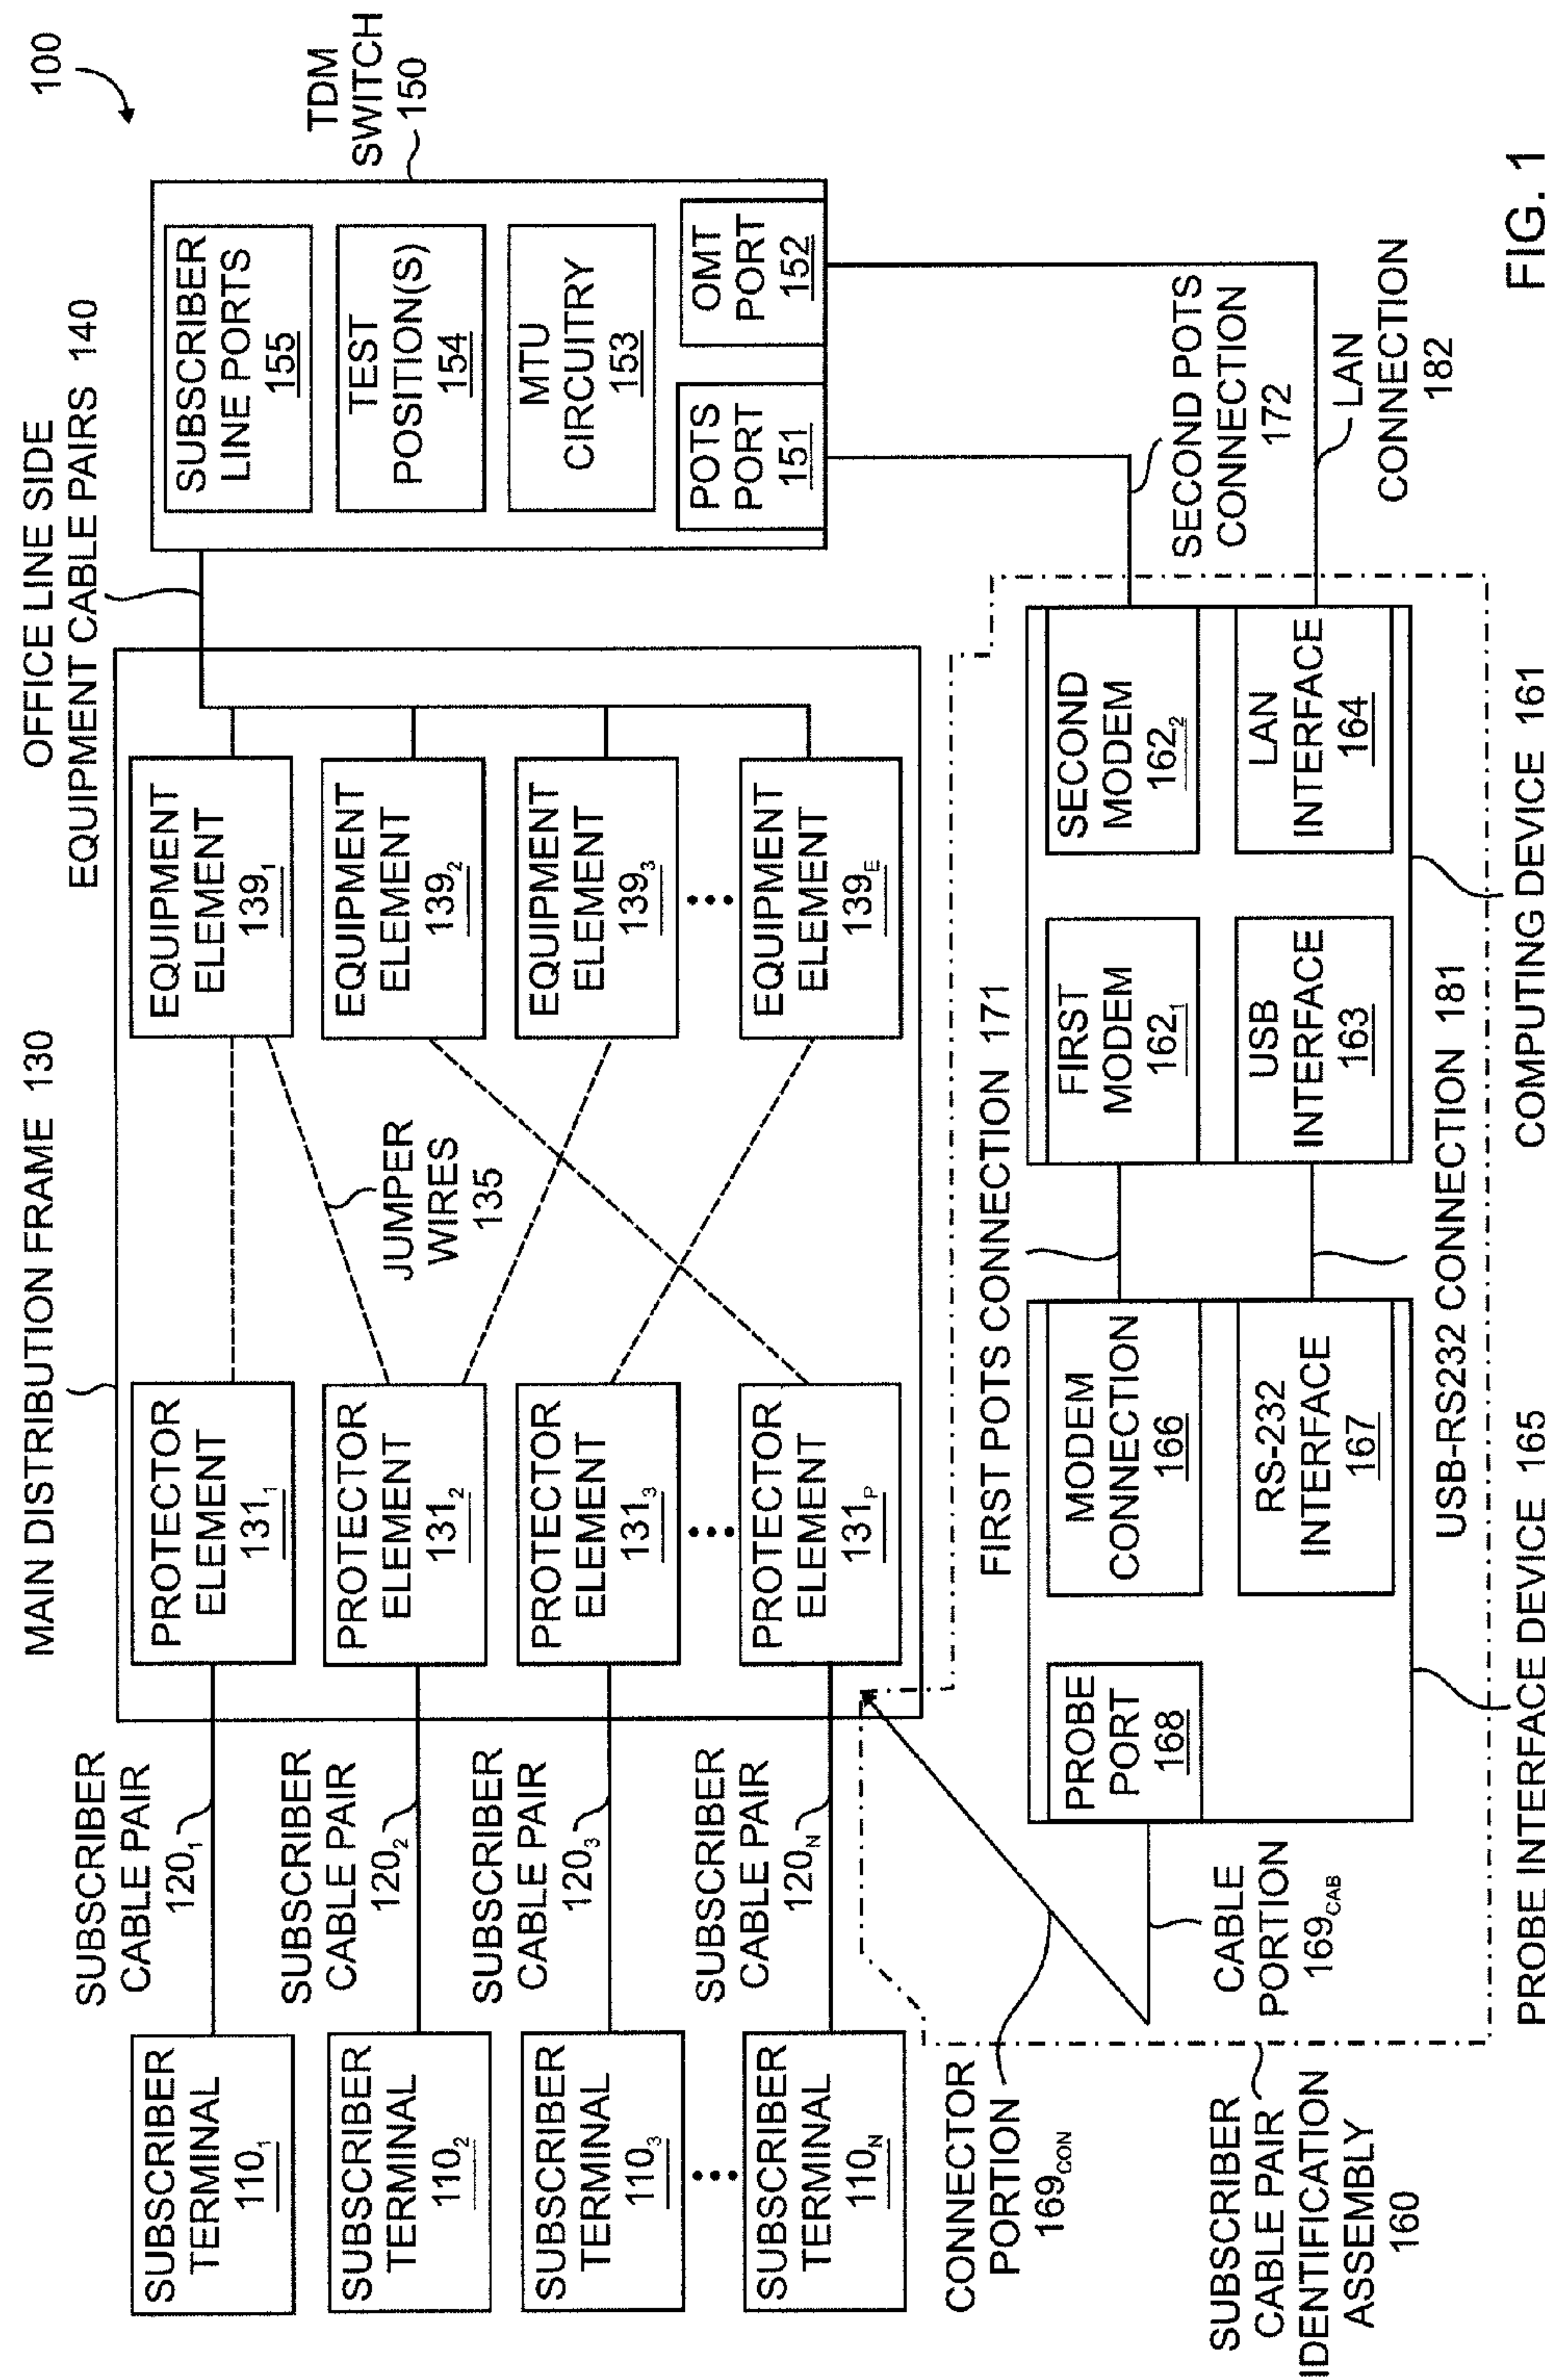 100
OFFICE LINE SIDE
EQUIPMENT CABLE PAIRS 140
TDM
SWITCH
150
MAIN DISTRIBUTION FRAME 130
SUBSCRIBER
TERMINAL
110₁
SUBSCRIBER
CABLE PAIR
120₁
PROTECTOR
ELEMENT
131₁
EQUIPMENT
ELEMENT
139₁
SUBSCRIBER
TERMINAL
110₂
SUBSCRIBER
CABLE PAIR
120₂
PROTECTOR
ELEMENT
131₂
JUMPER
WIRES
135
EQUIPMENT
ELEMENT
139₂
SUBSCRIBER
TERMINAL
110₃
SUBSCRIBER
CABLE PAIR
120₃
PROTECTOR
ELEMENT
131₃
EQUIPMENT
ELEMENT
139₃
SUBSCRIBER
TERMINAL
110N
SUBSCRIBER
CABLE PAIR
120N
PROTECTOR
ELEMENT
131P
EQUIPMENT
ELEMENT
139E
SUBSCRIBER
LINE PORTS
155
TEST
POSITION(S)
154
MTU
CIRCUITRY
153
POTS
PORT
151
OMT
PORT
152
CONNECTOR
PORTION
169CON
CABLE
PORTION
169CAB
PROBE
PORT
168
MODEM
CONNECTION
166
RS-232
INTERFACE
167
FIRST POTS CONNECTION 171
USB-RS232 CONNECTION 181
FIRST
MODEM
162₁
USB
INTERFACE
163
SECOND
MODEM
162₂
LAN
INTERFACE
164
SECOND POTS
CONNECTION
172
LAN
CONNECTION
182
SUBSCRIBER
CABLE PAIR
IDENTIFICATION
ASSEMBLY
160
PROBE INTERFACE DEVICE 165
COMPUTING DEVICE 161
FIG. 1